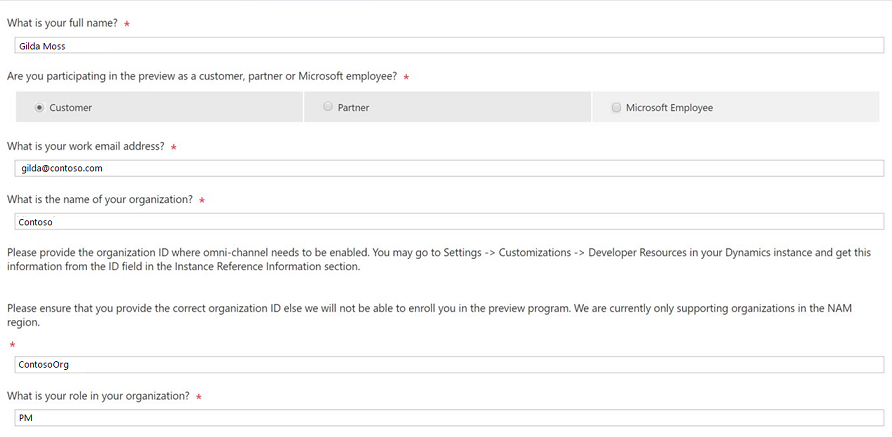 What is your full name? *
Gilda Moss
Are you participating in the preview as a customer, partner or Microsoft employee? *
Customer Partner Microsoft Employee
What is your work email address? *
gilda@contoso.com
What is the name of your organization? *
Contoso
Please provide the organization ID where omni-channel needs to be enabled. You may go to Settings -> Customizations -> Developer Resources in your Dynamics instance and get this
information from the ID field in the Instance Reference Information section.
Please ensure that you provide the correct organization ID else we will not be able to enroll you in the preview program. We are currently only supporting organizations in the NAM
region.
*
ContosoOrg
What is your role in your organization? *
PM